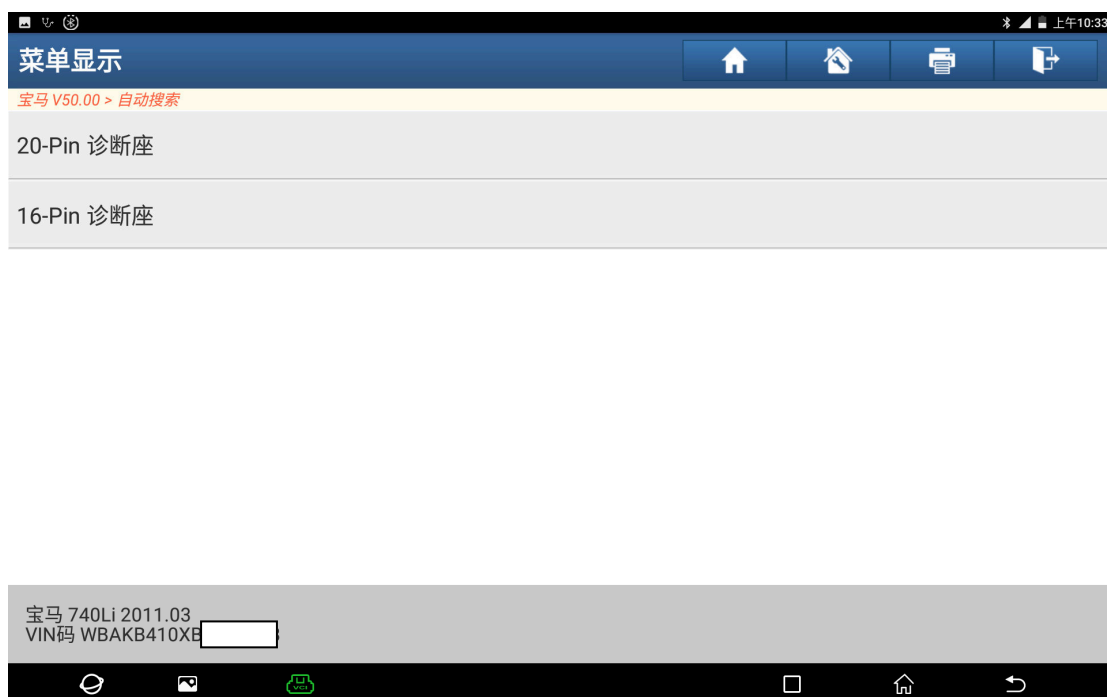 上午10:33
菜单显示
宝马 V50.00 > 自动搜索
20-Pin 诊断座
16-Pin 诊断座
宝马 740Li 2011.03
VIN码 WBAKB410XB
VCI